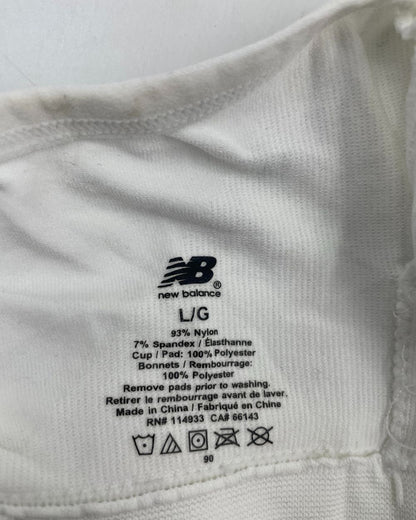 NB®
new balance
L/G
93% Nylon
7% Spandex / Élasthanne
Cup / Pad: 100% Polyester
Bonnets / Rembourrage:
100% Polyester
Remove pads prior to washing.
Retirer le rembourrage avant de laver.
Made in China / Fabriqué en Chine
RN# 114933 CA# 66143
90